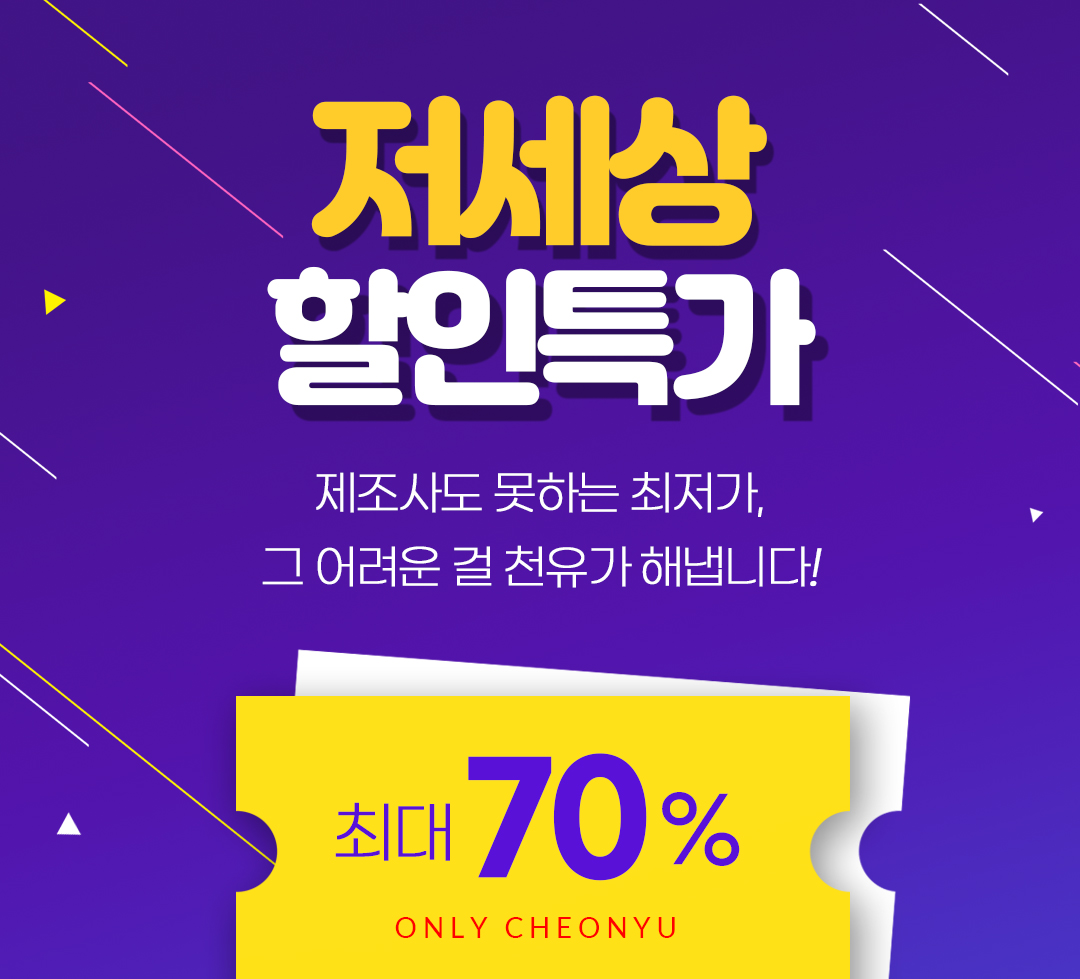 저세상
할인특가
제조사도 못하는 최저가,
그 어려운 걸 천유가 해냅니다!
최대 70%
ONLY CHEONYU